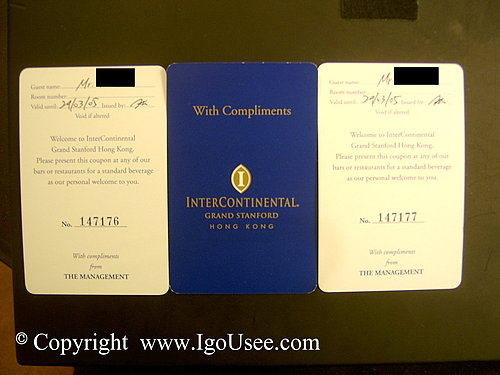 Guest name: Mr.
Room number:
Valid until: 29/03/05 Issued by:
Void if altered
Welcome to InterContinental
Grand Stanford Hong Kong.
Please present this coupon at any of our
bars or restaurants for a standard beverage
as our personal welcome to you.
No. 147176
With compliments
from
THE MANAGEMENT
With Compliments
I
INTERCONTINENTAL®
GRAND STANFORD
HONG KONG
Guest name: Mr.
Room number:
Valid until: 29/03/05 Issued by:
Void if altered
Welcome to InterContinental
Grand Stanford Hong Kong.
Please present this coupon at any of our
bars or restaurants for a standard beverage
as our personal welcome to you.
No. 147177
With compliments
from
THE MANAGEMENT
© Copyright www.IgoUsee.com